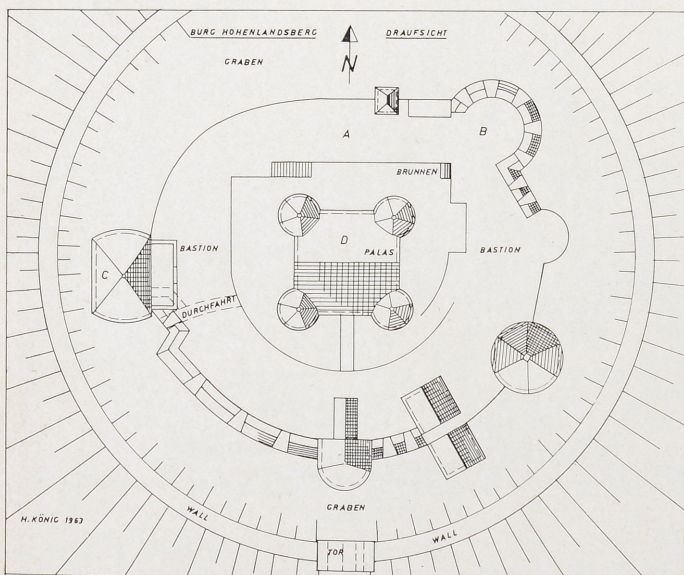 BURG HOHENLANDSBERG
DRAUFSICHT
GRABEN
N
A
B
BRUNNEN
D
BASTION
PALAS
BASTION
C
DURCHFAHRT
GRABEN
H. KÖNIG 1963
WALL
WALL
TOR